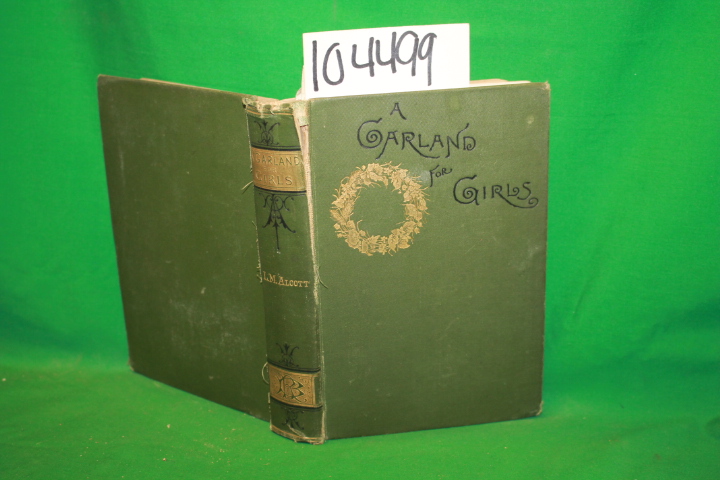 104499
A
GARLAND
FOR
GIRLS
GARLAND
GIRLS
L.M. ALCOTT